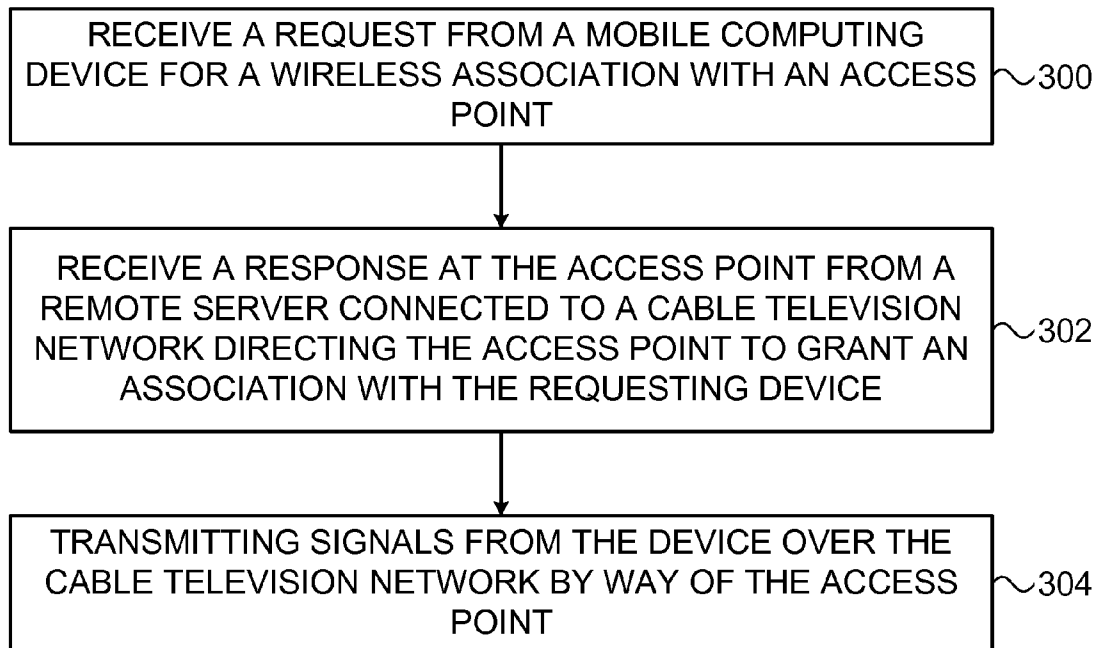 RECEIVE A REQUEST FROM A MOBILE COMPUTING
DEVICE FOR A WIRELESS ASSOCIATION WITH AN ACCESS
POINT
300
RECEIVE A RESPONSE AT THE ACCESS POINT FROM A
REMOTE SERVER CONNECTED TO A CABLE TELEVISION
NETWORK DIRECTING THE ACCESS POINT TO GRANT AN
ASSOCIATION WITH THE REQUESTING DEVICE
302
TRANSMITTING SIGNALS FROM THE DEVICE OVER THE
CABLE TELEVISION NETWORK BY WAY OF THE ACCESS
POINT
304